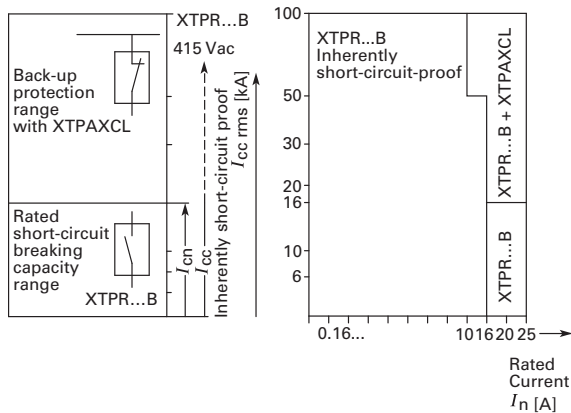 XTPR...B
415 Vac
Back-up
protection
range
with XTPAXCL
Rated
short-circuit
breaking
capacity
range
XTPR...B
Icn
Icc
Inherently short-circuit proof
Icc rms [kA]
100
50
30
20
16
10
6
XTPR...B
Inherently
short-circuit-proof
XTPR...B + XTPAXCL
XTPR...B
0.16... 10 16 20 25
Rated
Current
In [A]